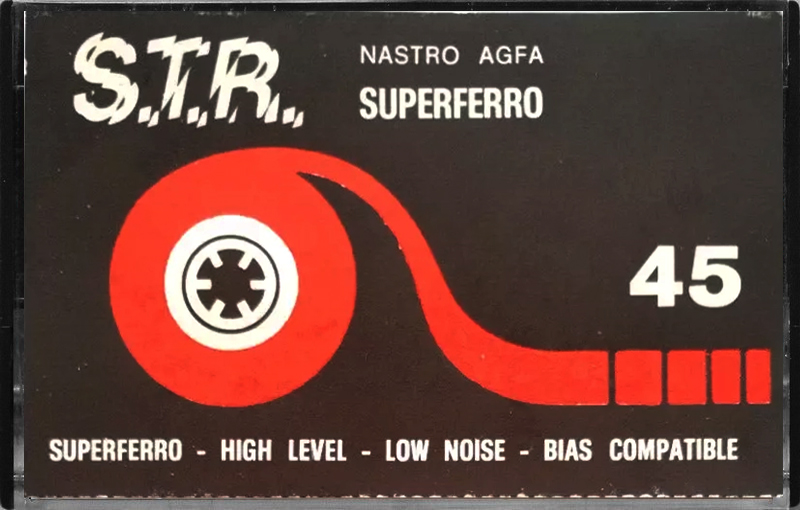 S.T.R.
NASTRO AGFA
SUPERFERRO
45
SUPERFERRO - HIGH LEVEL - LOW NOISE - BIAS COMPATIBLE